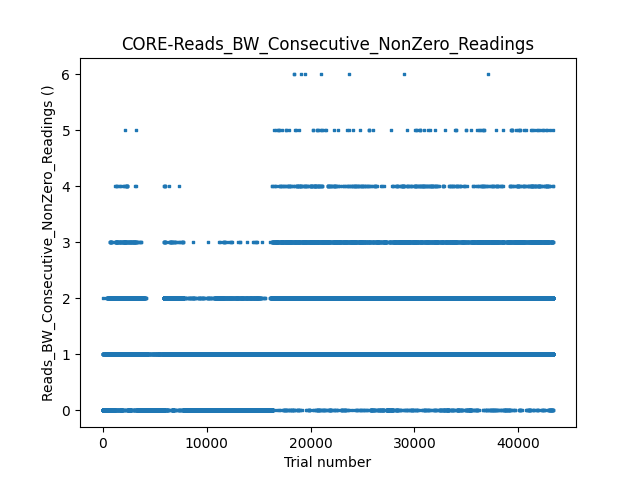 CORE-Reads_BW_Consecutive_NonZero_Readings
Reads_BW_Consecutive_NonZero_Readings ()
6
5
4
3
2
1
0
0 10000 20000 30000 40000
Trial number